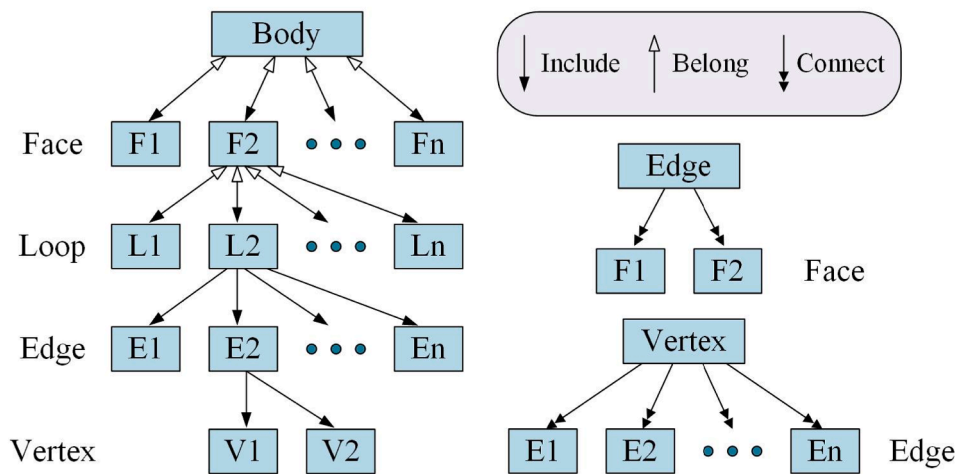 Body
Face F1 F2 Fn
Loop L1 L2 Ln
Edge E1 E2 En
Vertex V1 V2
Include Belong Connect
Edge
F1 F2 Face
Vertex
E1 E2 En Edge